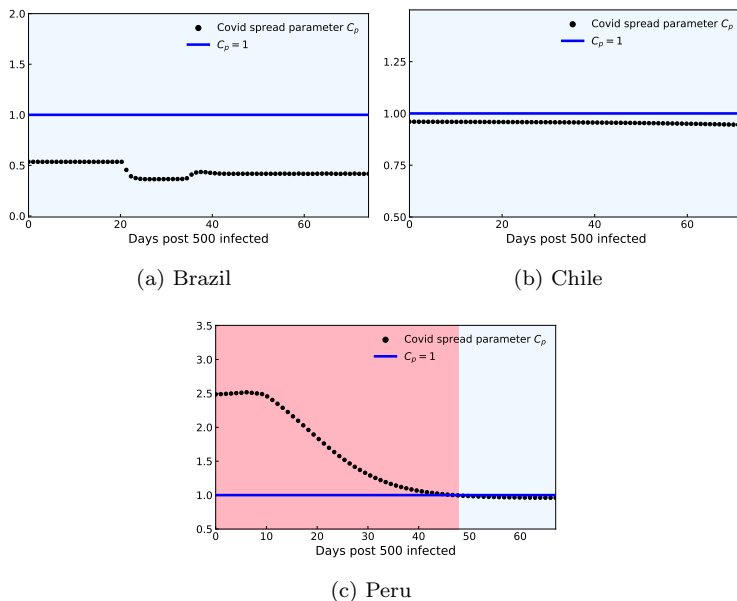 2.0
1.5
1.0
0.5
0.0
0 20 40 60
Days post 500 infected
Covid spread parameter Cₚ
Cₚ = 1
(a) Brazil
1.25
1.00
0.75
0.50
0 20 40 60
Days post 500 infected
Covid spread parameter Cₚ
Cₚ = 1
(b) Chile
3.5
3.0
2.5
2.0
1.5
1.0
0.5
0 10 20 30 40 50 60
Days post 500 infected
Covid spread parameter Cₚ
Cₚ = 1
(c) Peru